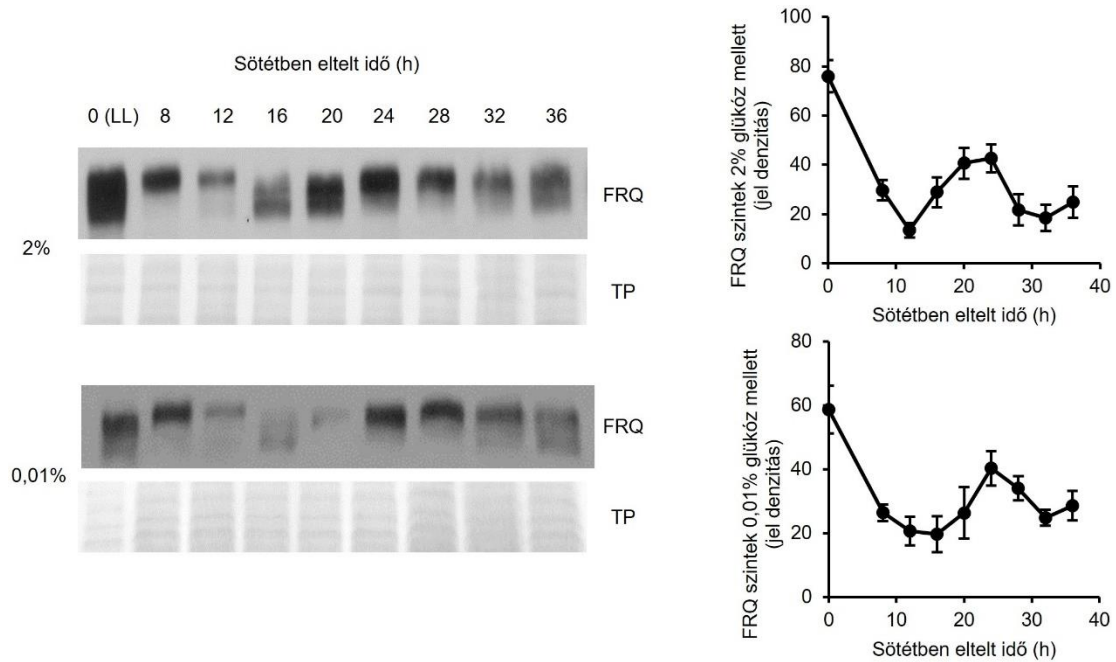 Sötétben eltelt idő (h)
0 (LL) 8 12 16 20 24 28 32 36
FRQ
2%
TP
FRQ
0,01%
TP
FRQ szintek 2% glükóz mellett
(jel denzitás)
100
80
60
40
20
0
0 10 20 30 40
Sötétben eltelt idő (h)
FRQ szintek 0,01% glükóz mellett
(jel denzitás)
80
60
40
20
0
0 10 20 30 40
Sötétben eltelt idő (h)